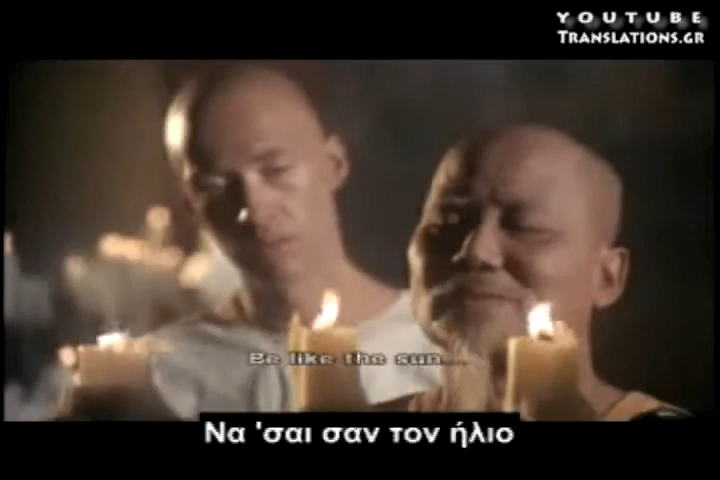 YOUTUBE
TRANSLATIONS.GR
Be like the sun....
Να 'σαι σαν τον ήλιο